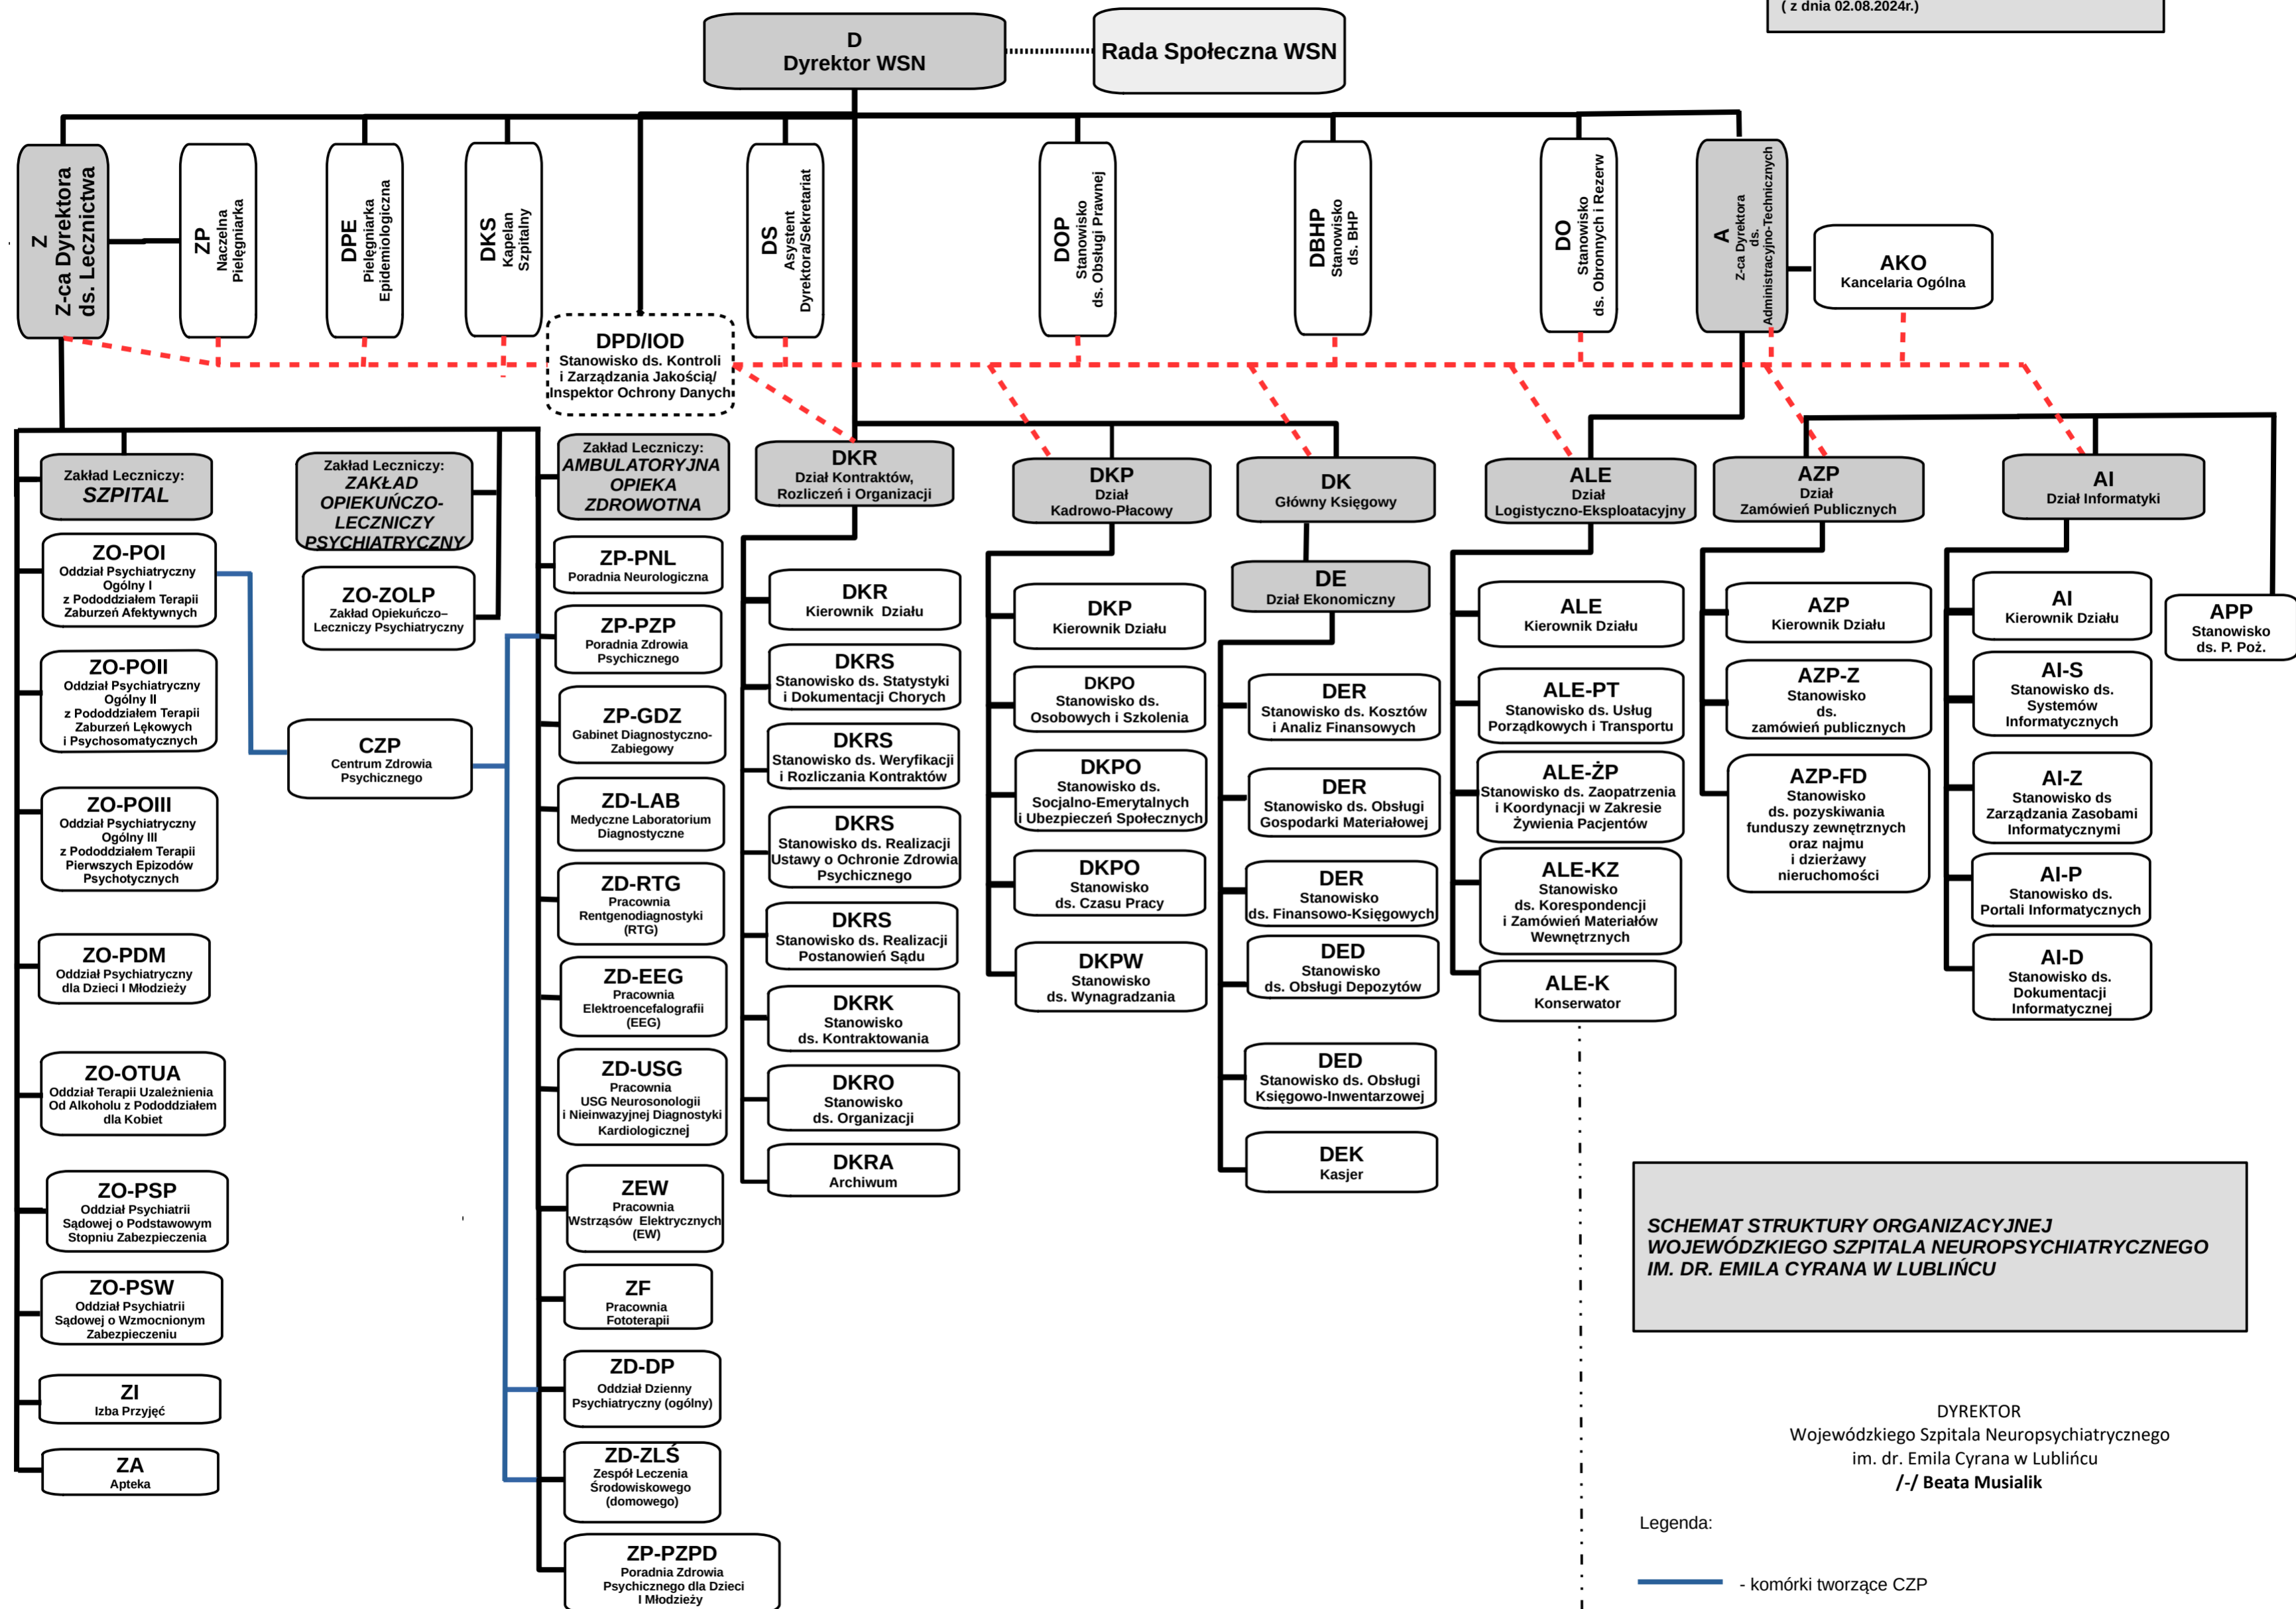 ( z dnia 02.08.2024r.)
D
Dyrektor WSN
Rada Społeczna WSN
Z
Z-ca Dyrektora
ds. Lecznictwa
ZP
Naczelna
Pielęgniarka
DPE
Pielęgniarka
Epidemiologiczna
DKS
Kapelan
Szpitalny
DS
Asystent
Dyrektora/Sekretariat
DOP
Stanowisko
ds. Obsługi Prawnej
DBHP
Stanowisko
ds. BHP
DO
Stanowisko
ds. Obronnych i Rezerw
A
Z-ca Dyrektora
ds.
Administracyjno-Technicznych
AKO
Kancelaria Ogólna
DPD/IOD
Stanowisko ds. Kontroli
i Zarządzania Jakością/
Inspektor Ochrony Danych
Zakład Leczniczy:
SZPITAL
ZO-POI
Oddział Psychiatryczny
Ogólny I
z Pododdziałem Terapii
Zaburzeń Afektywnych
ZO-POII
Oddział Psychiatryczny
Ogólny II
z Pododdziałem Terapii
Zaburzeń Lękowych
i Psychosomatycznych
ZO-POIII
Oddział Psychiatryczny
Ogólny III
z Pododdziałem Terapii
Pierwszych Epizodów
Psychotycznych
ZO-PDM
Oddział Psychiatryczny
dla Dzieci I Młodzieży
ZO-OTUA
Oddział Terapii Uzależnienia
Od Alkoholu z Pododdziałem
dla Kobiet
ZO-PSP
Oddział Psychiatrii
Sądowej o Podstawowym
Stopniu Zabezpieczenia
ZO-PSW
Oddział Psychiatrii
Sądowej o Wzmocnionym
Zabezpieczeniu
ZI
Izba Przyjęć
ZA
Apteka
Zakład Leczniczy:
ZAKŁAD
OPIEKUŃCZO-
LECZNICZY
PSYCHIATRYCZNY
ZO-ZOLP
Zakład Opiekuńczo–
Leczniczy Psychiatryczny
CZP
Centrum Zdrowia
Psychicznego
Zakład Leczniczy:
AMBULATORYJNA
OPIEKA
ZDROWOTNA
ZP-PNL
Poradnia Neurologiczna
ZP-PZP
Poradnia Zdrowia
Psychicznego
ZP-GDZ
Gabinet Diagnostyczno-
Zabiegowy
ZD-LAB
Medyczne Laboratorium
Diagnostyczne
ZD-RTG
Pracownia
Rentgenodiagnostyki
(RTG)
ZD-EEG
Pracownia
Elektroencefalografii
(EEG)
ZD-USG
Pracownia
USG Neurosonologii
i Nieinwazyjnej Diagnostyki
Kardiologicznej
ZEW
Pracownia
Wstrząsów Elektrycznych
(EW)
ZF
Pracownia
Fototerapii
ZD-DP
Oddział Dzienny
Psychiatryczny (ogólny)
ZD-ZLŚ
Zespół Leczenia
Środowiskowego
(domowego)
ZP-PZPD
Poradnia Zdrowia
Psychicznego dla Dzieci
I Młodzieży
DKR
Dział Kontraktów,
Rozliczeń i Organizacji
DKR
Kierownik Działu
DKRS
Stanowisko ds. Statystyki
i Dokumentacji Chorych
DKRS
Stanowisko ds. Weryfikacji
i Rozliczania Kontraktów
DKRS
Stanowisko ds. Realizacji
Ustawy o Ochronie Zdrowia
Psychicznego
DKRS
Stanowisko ds. Realizacji
Postanowień Sądu
DKRK
Stanowisko
ds. Kontraktowania
DKRO
Stanowisko
ds. Organizacji
DKRA
Archiwum
DKP
Dział
Kadrowo-Płacowy
DKP
Kierownik Działu
DKPO
Stanowisko ds.
Osobowych i Szkolenia
DKPO
Stanowisko ds.
Socjalno-Emerytalnych
i Ubezpieczeń Społecznych
DKPO
Stanowisko
ds. Czasu Pracy
DKPW
Stanowisko
ds. Wynagradzania
DK
Główny Księgowy
DE
Dział Ekonomiczny
DER
Stanowisko ds. Kosztów
i Analiz Finansowych
DER
Stanowisko ds. Obsługi
Gospodarki Materiałowej
DER
Stanowisko
ds. Finansowo-Księgowych
DED
Stanowisko
ds. Obsługi Depozytów
DED
Stanowisko ds. Obsługi
Księgowo-Inwentarzowej
DEK
Kasjer
ALE
Dział
Logistyczno-Eksploatacyjny
ALE
Kierownik Działu
ALE-PT
Stanowisko ds. Usług
Porządkowych i Transportu
ALE-ŻP
Stanowisko ds. Zaopatrzenia
i Koordynacji w Zakresie
Żywienia Pacjentów
ALE-KZ
Stanowisko
ds. Korespondencji
i Zamówień Materiałów
Wewnętrznych
ALE-K
Konserwator
AZP
Dział
Zamówień Publicznych
AZP
Kierownik Działu
AZP-Z
Stanowisko
ds.
zamówień publicznych
AZP-FD
Stanowisko
ds. pozyskiwania
funduszy zewnętrznych
oraz najmu
i dzierżawy
nieruchomości
AI
Dział Informatyki
AI
Kierownik Działu
AI-S
Stanowisko ds.
Systemów
Informatycznych
AI-Z
Stanowisko ds
Zarządzania Zasobami
Informatycznymi
AI-P
Stanowisko ds.
Portali Informatycznych
AI-D
Stanowisko ds.
Dokumentacji
Informatycznej
APP
Stanowisko
ds. P. Poż.
SCHEMAT STRUKTURY ORGANIZACYJNEJ
WOJEWÓDZKIEGO SZPITALA NEUROPSYCHIATRYCZNEGO
IM. DR. EMILA CYRANA W LUBLIŃCU
DYREKTOR
Wojewódzkiego Szpitala Neuropsychiatrycznego
im. dr. Emila Cyrana w Lublińcu
/-/ Beata Musialik
Legenda:
- komórki tworzące CZP